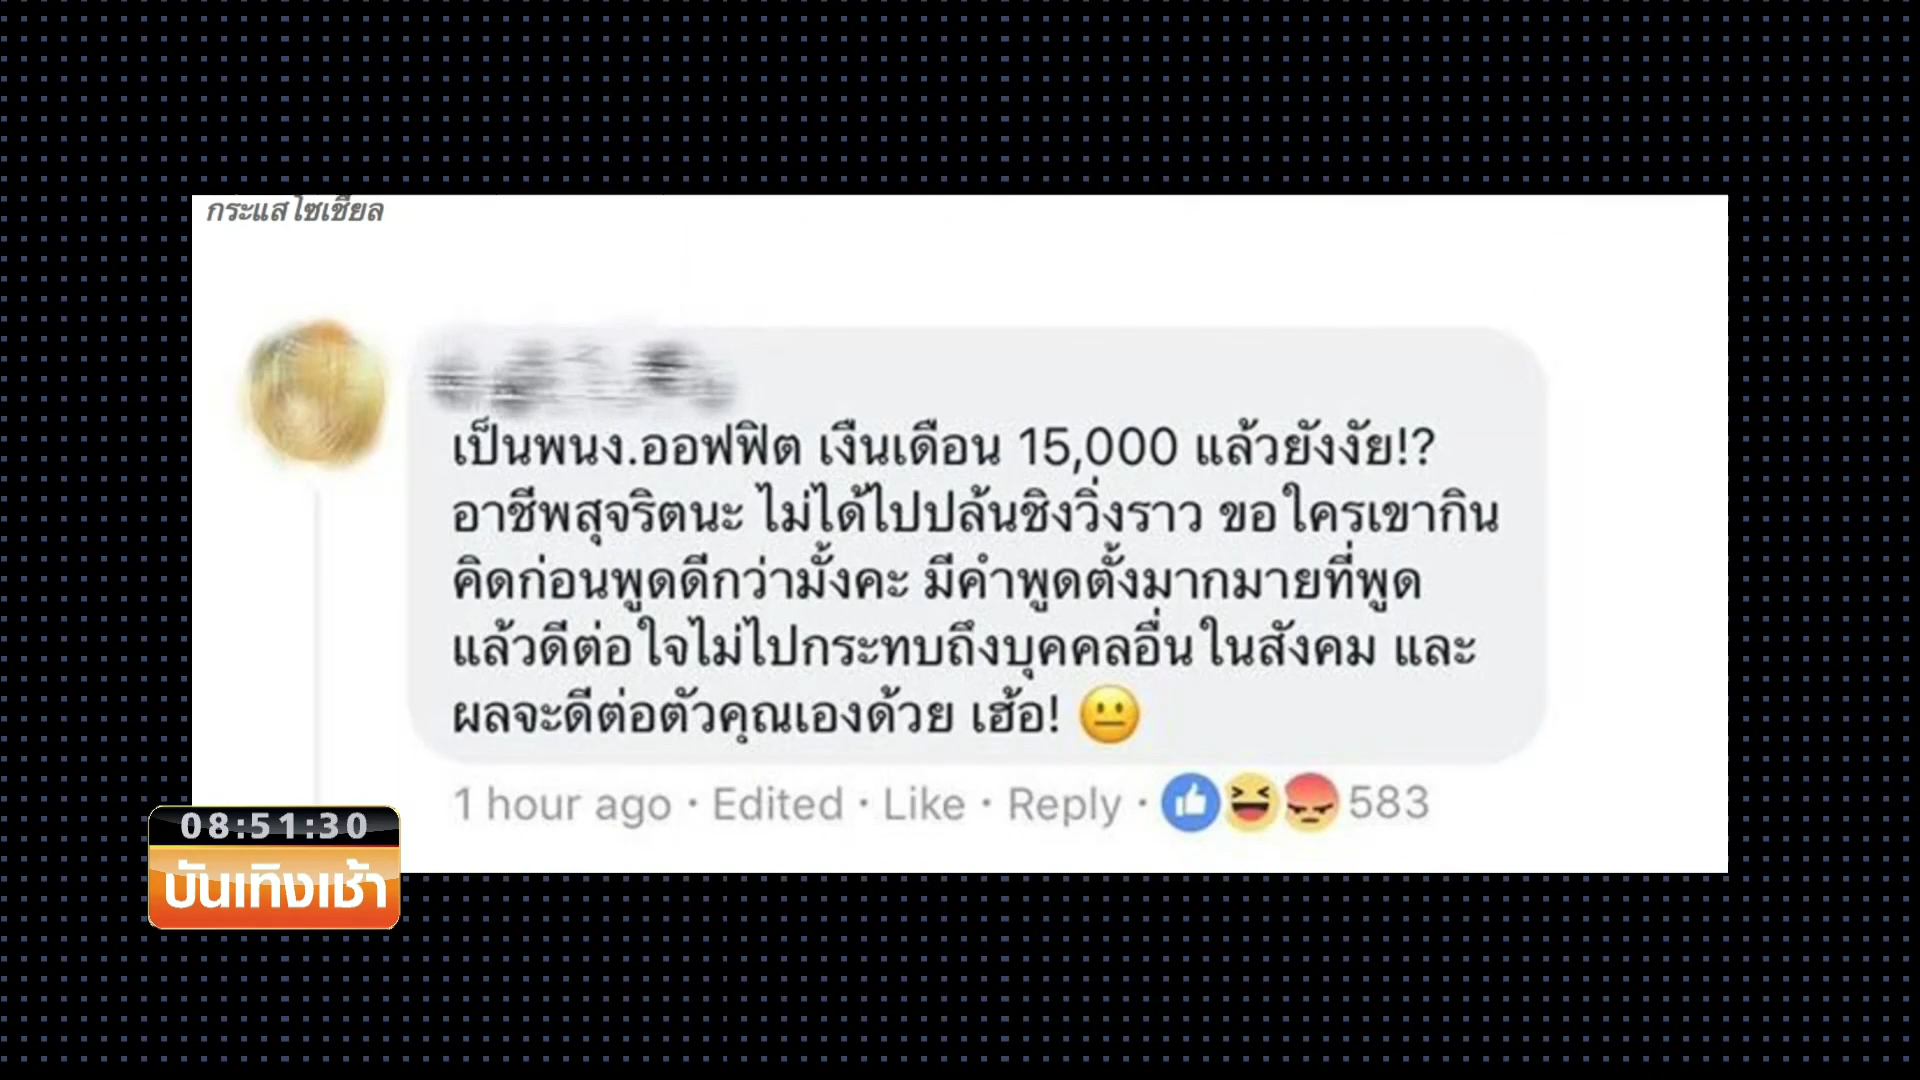 กระแสโซเชียล
เป็นพนง.ออฟฟิต เงินเดือน 15,000 แล้วยังงัย!?
อาชีพสุจริตนะ ไม่ได้ไปปล้นชิงวิ่งราว ขอใครเขากิน
คิดก่อนพูดดีกว่ามั้งคะ มีคำพูดตั้งมากมายที่พูด
แล้วดีต่อใจไม่ไปกระทบถึงบุคคลอื่นในสังคม และ
ผลจะดีต่อตัวคุณเองด้วย เฮ้อ! 😐
1 hour ago · Edited · Like · Reply · 583
08:51:30
บันเทิงเช้า